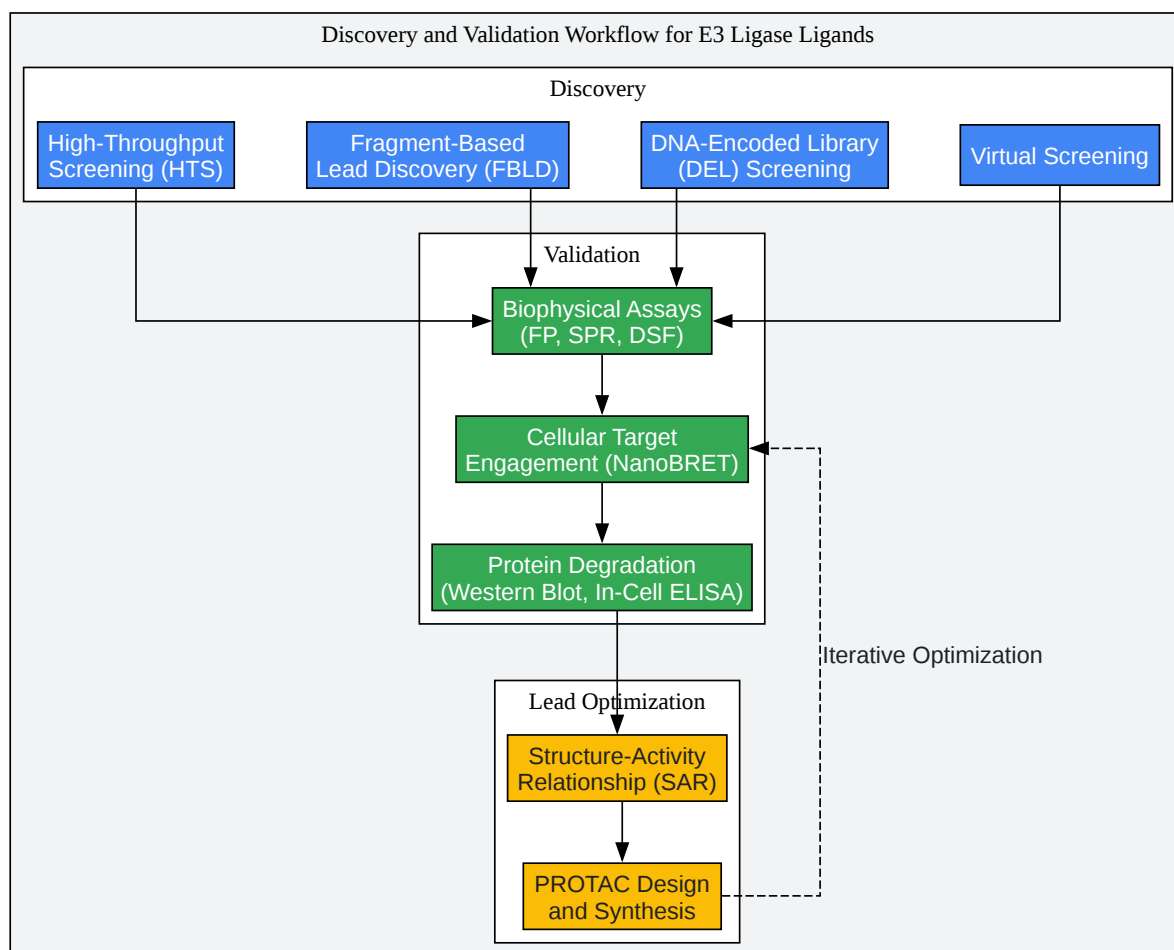 Discovery and Validation Workflow for E3 Ligase Ligands
Discovery
High-Throughput
Screening (HTS)
Fragment-Based
Lead Discovery (FBLD)
DNA-Encoded Library
(DEL) Screening
Virtual Screening
Validation
Biophysical Assays
(FP, SPR, DSF)
Cellular Target
Engagement (NanoBRET)
Protein Degradation
(Western Blot, In-Cell ELISA)
Iterative Optimization
Lead Optimization
Structure-Activity
Relationship (SAR)
PROTAC Design
and Synthesis